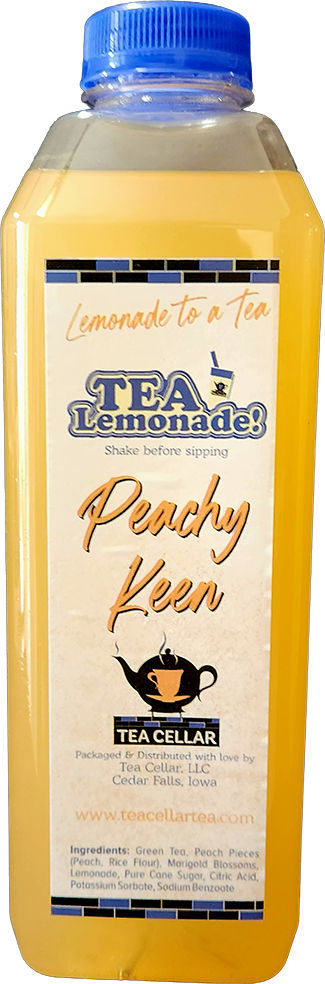 Lemonade to a Tea
TEA
Lemonade!
Shake before sipping
Peachy
Keen
TEA CELLAR
Packaged & Distributed with love by
Tea Cellar, LLC
Cedar Falls, Iowa
www.teacellartea.com
Ingredients: Green Tea, Peach Pieces
(Peach, Rice Flour), Marigold Blossoms,
Lemonade, Pure Cane Sugar, Citric Acid,
Potassium Sorbate, Sodium Benzoate